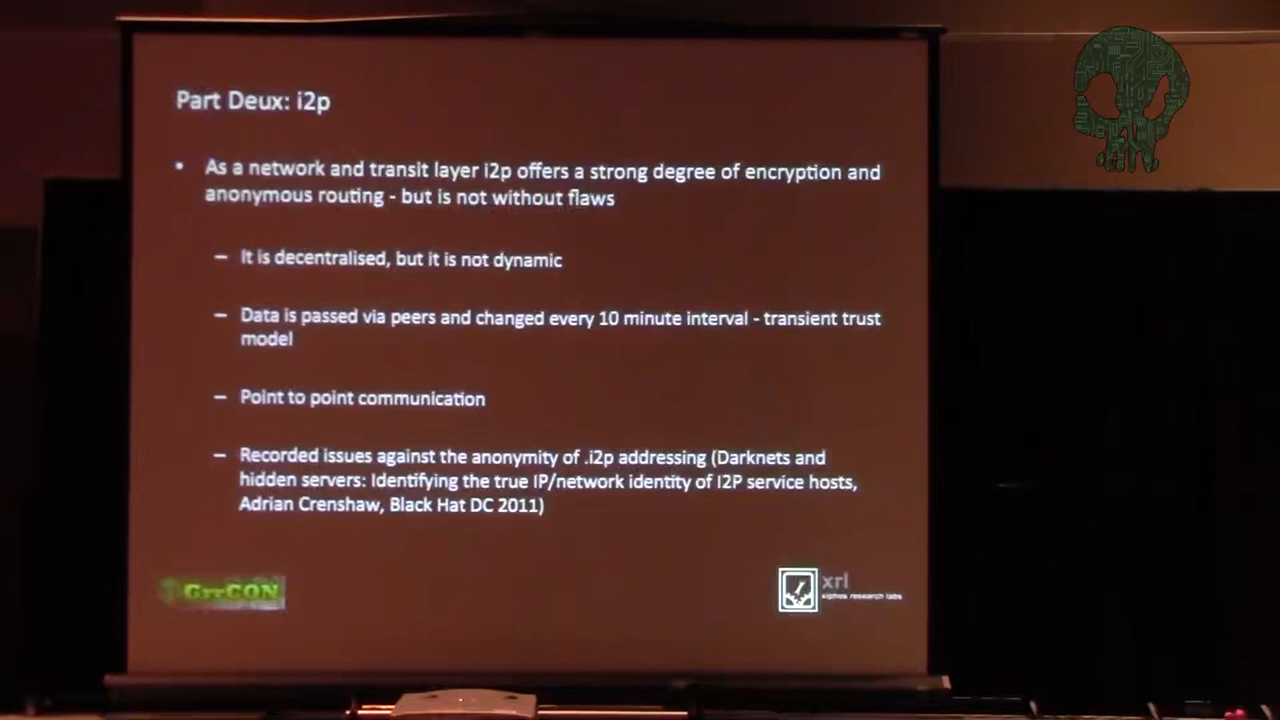 Part Deux: i2p
▪ As a network and transit layer i2p offers a strong degree of encryption and
anonymous routing - but is not without flaws
– It is decentralised, but it is not dynamic
– Data is passed via peers and changed every 10 minute interval - transient trust
model
– Point to point communication
– Recorded issues against the anonymity of .i2p addressing (Darknets and
hidden servers: Identifying the true IP/network identity of I2P service hosts,
Adrian Crenshaw, Black Hat DC 2011)
GrrCON
xrl
xiphos research labs